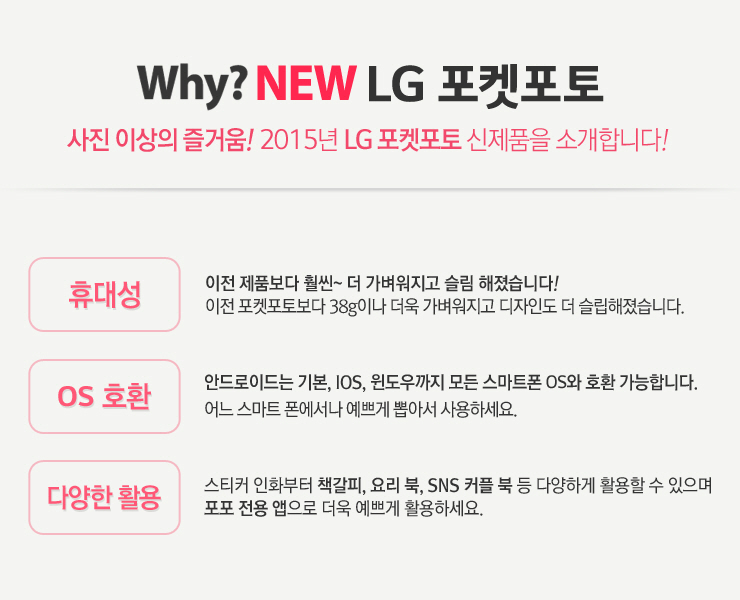 Why? NEW LG 포켓포토
사진 이상의 즐거움! 2015년 LG 포켓포토 신제품을 소개합니다!
휴대성
이전 제품보다 훨씬~ 더 가벼워지고 슬림 해졌습니다!
이전 포켓포토보다 38g이나 더욱 가벼워지고 디자인도 더 슬립해졌습니다.
OS 호환
안드로이드는 기본, IOS, 윈도우까지 모든 스마트폰 OS와 호환 가능합니다.
어느 스마트 폰에서나 예쁘게 뽑아서 사용하세요.
다양한 활용
스티커 인화부터 책갈피, 요리 북, SNS 커플 북 등 다양하게 활용할 수 있으며
포포 전용 앱으로 더욱 예쁘게 활용하세요.